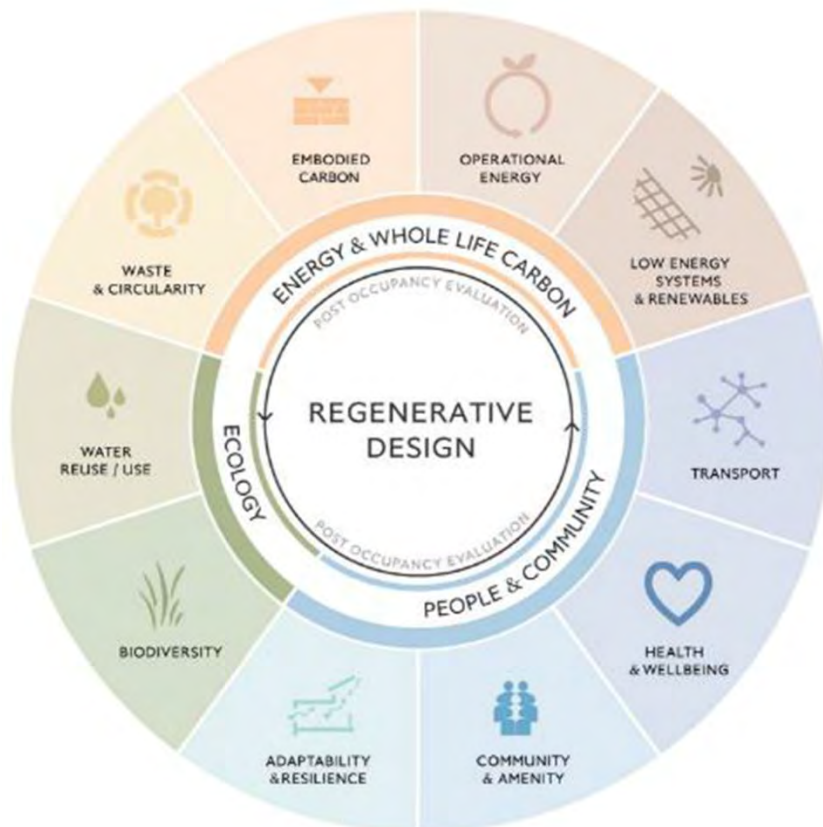 EMBODIED
CARBON
OPERATIONAL
ENERGY
LOW ENERGY
SYSTEMS
& RENEWABLES
TRANSPORT
HEALTH
& WELLBEING
COMMUNITY
& AMENITY
ADAPTABILITY
&RESILIENCE
BIODIVERSITY
WATER
REUSE / USE
WASTE
& CIRCULARITY
ENERGY & WHOLE LIFE CARBON
PEOPLE & COMMUNITY
ECOLOGY
POST OCCUPANCY EVALUATION
REGENERATIVE
DESIGN
POST OCCUPANCY EVALUATION